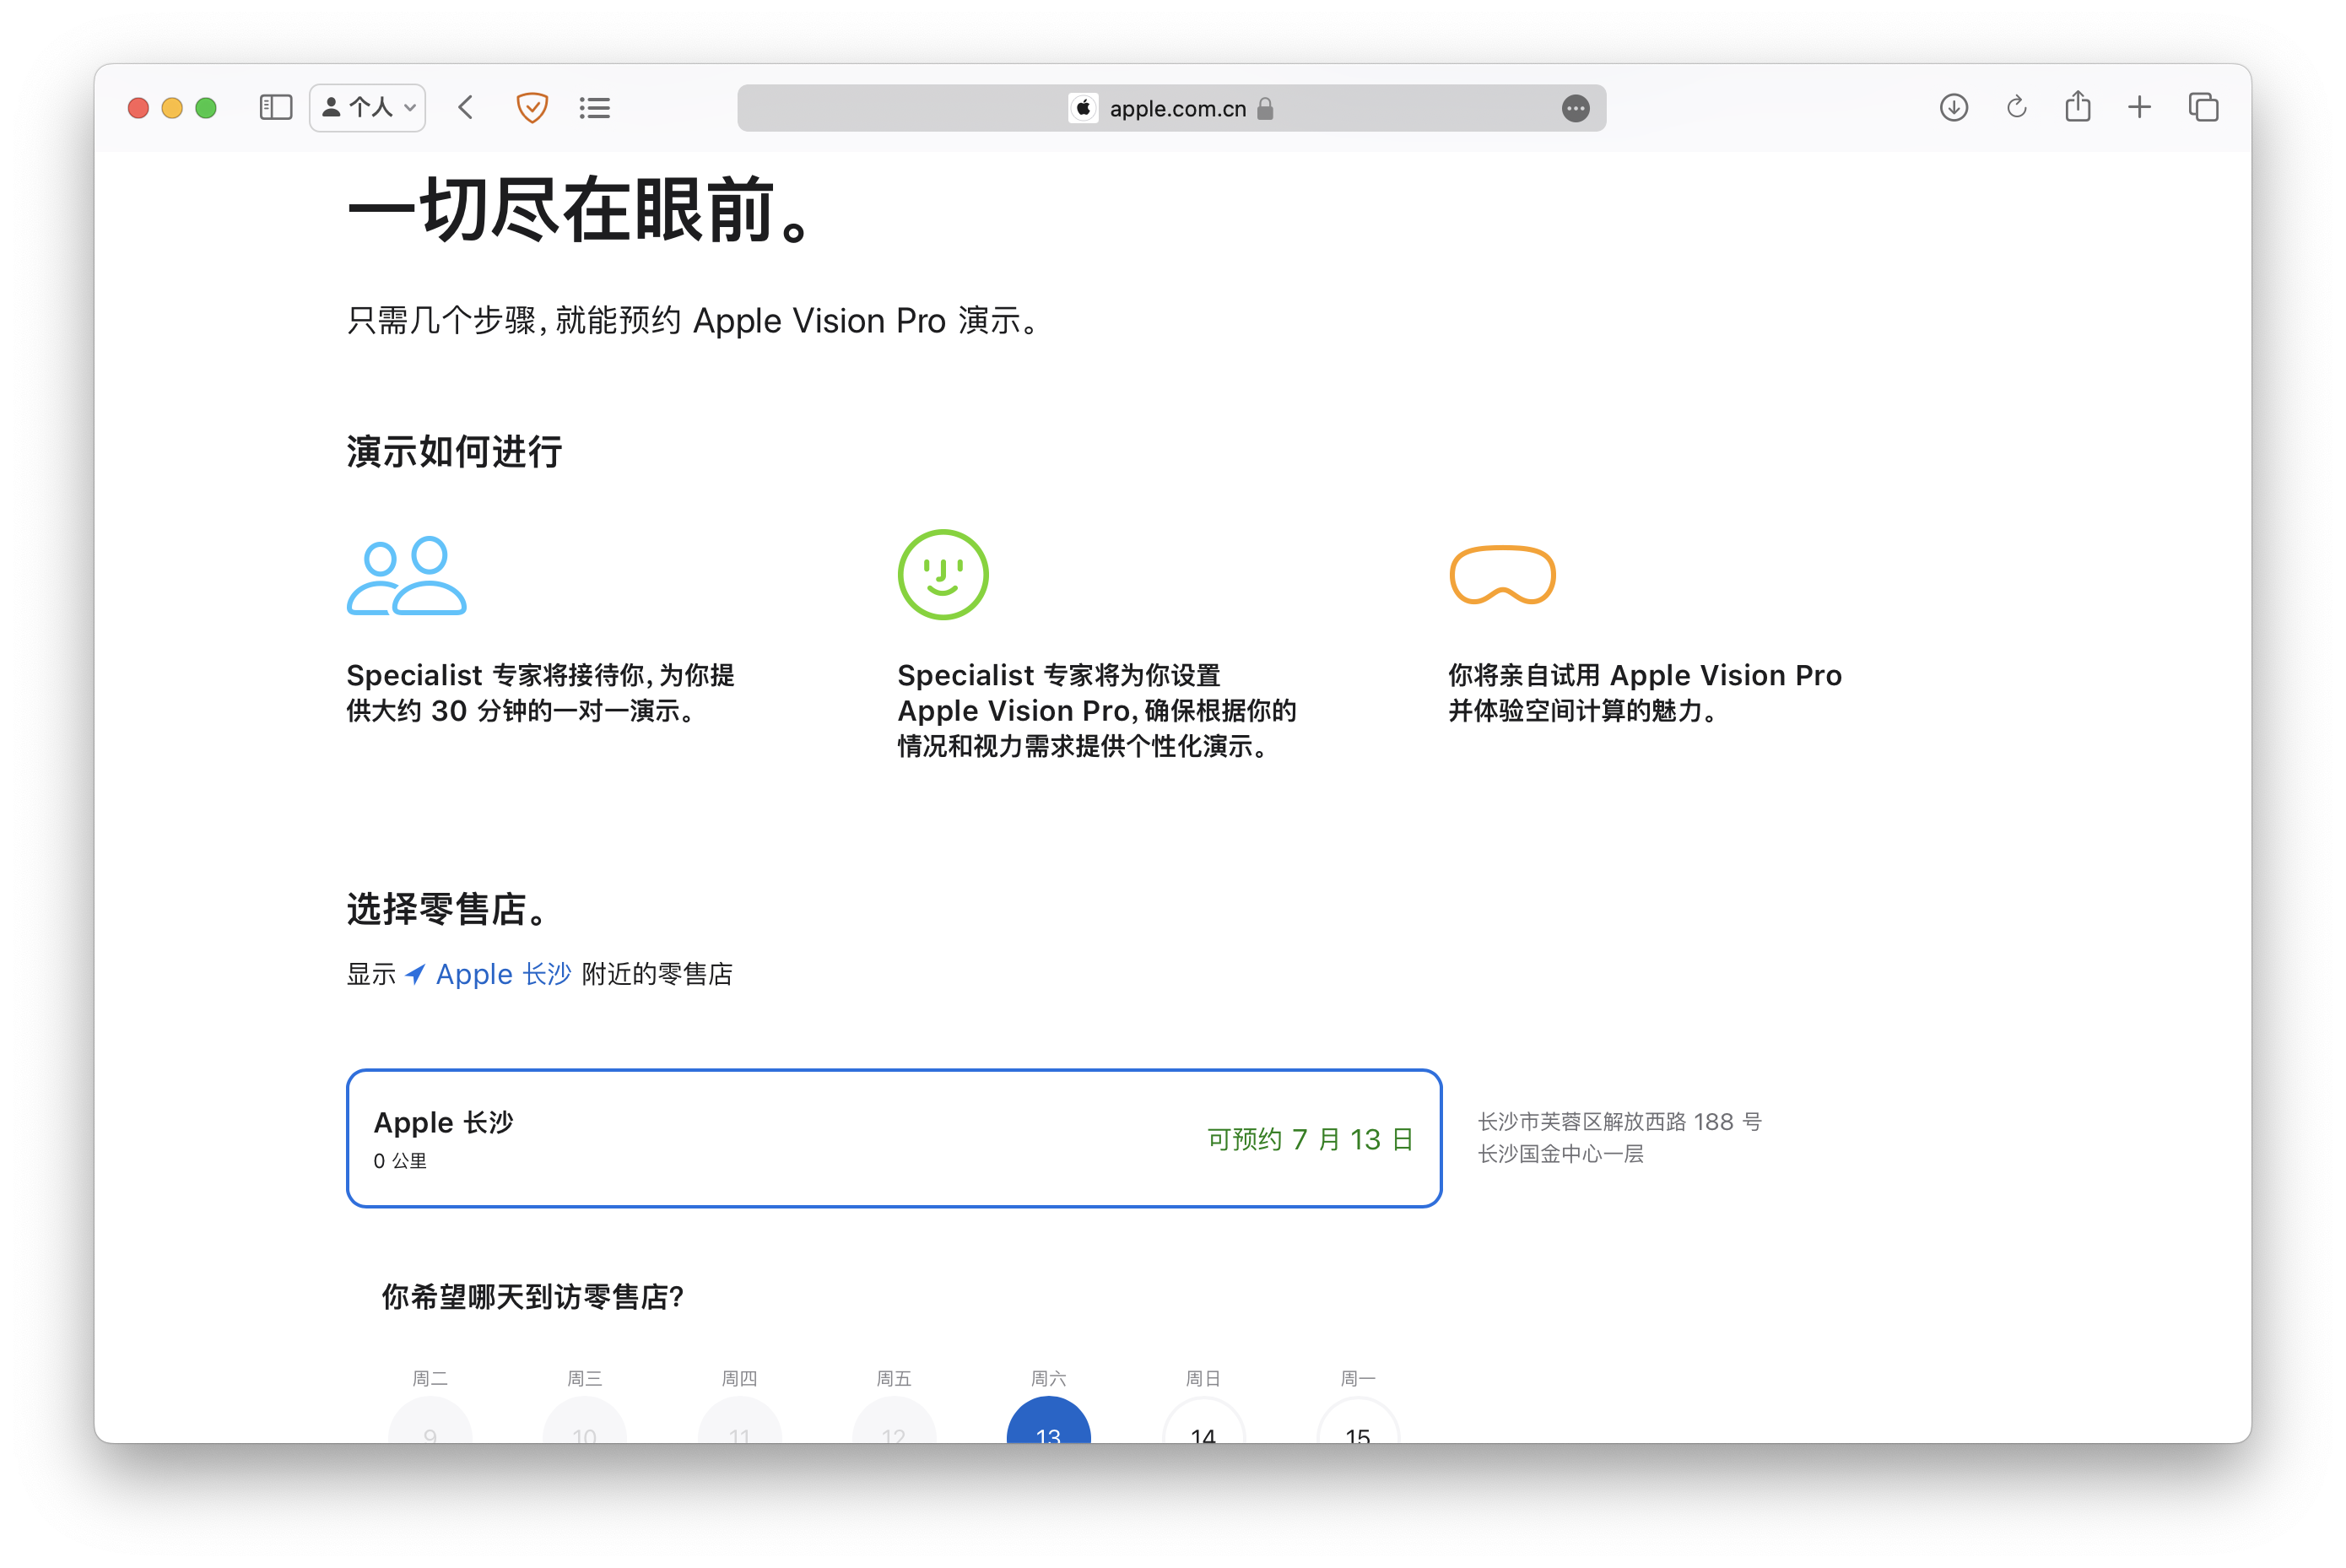 个人
apple.com.cn
一切尽在眼前。
只需几个步骤，就能预约 Apple Vision Pro 演示。
演示如何进行
Specialist 专家将接待你，为你提
供大约 30 分钟的一对一演示。
Specialist 专家将为你设置
Apple Vision Pro，确保根据你的
情况和视力需求提供个性化演示。
你将亲自试用 Apple Vision Pro
并体验空间计算的魅力。
选择零售店。
显示 Apple 长沙 附近的零售店
Apple 长沙
0 公里
可预约 7 月 13 日
长沙市芙蓉区解放西路 188 号
长沙国金中心一层
你希望哪天到访零售店?
周二 周三 周四 周五 周六 周日 周一
9 10 11 12 13 14 15